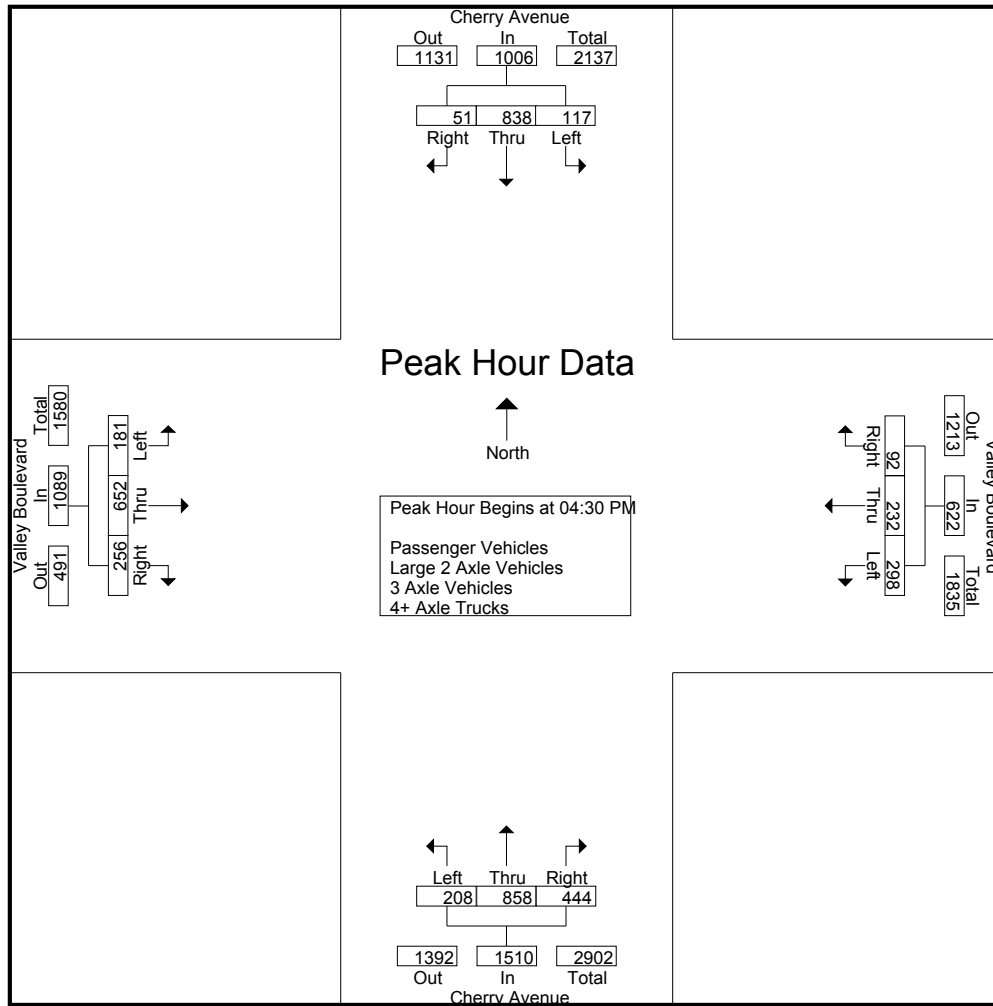 Cherry Avenue
Out In Total
1131 1006 2137
51 838 117
Right Thru Left
Peak Hour Data
North
Peak Hour Begins at 04:30 PM
Passenger Vehicles
Large 2 Axle Vehicles
3 Axle Vehicles
4+ Axle Trucks
Valley Boulevard
Total In Out
1580 1089 491
181 652 256
Left Thru Right
Right Thru Left
92 232 298
1213 622 1835
Out In Total
Valley Boulevard
Left Thru Right
208 858 444
1392 1510 2902
Out In Total
Cherry Avenue